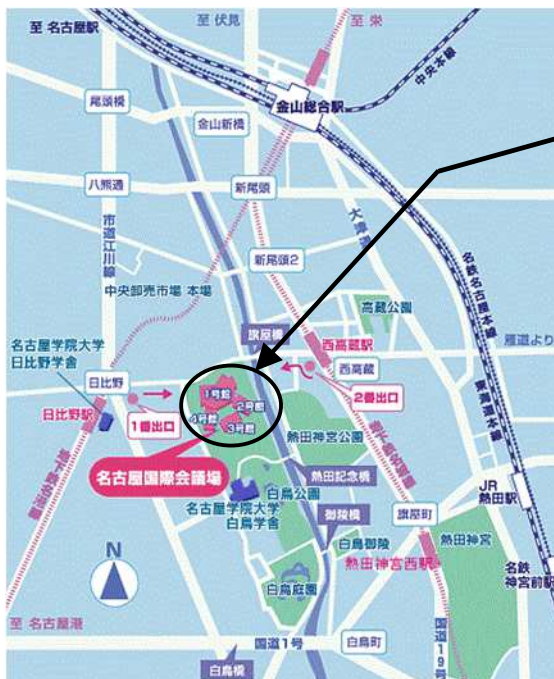 至 名古屋駅
至 伏見
至 栄
中央本線
尾頭橋
金山新橋
金山総合駅
八熊通
新尾頭
市道江川線
大津通
新尾頭2
中央卸売市場 本場
名鉄名古屋本線
高蔵公園
旗屋橋
西高蔵駅
雁道より
名古屋学院大学
日比野学舎
日比野
西高蔵
東海道本線
1号館
2号館
4号館
3号館
日比野駅
1番出口
2番出口
熱田神宮公園
名古屋国際会議場
熱田記念橋
白鳥公園
名古屋学院大学
白鳥学舎
御陵橋
旗屋町
JR
熱田駅
白鳥御陵
熱田神宮
熱田神宮西駅
名鉄
神宮前駅
N
白鳥庭園
至 名古屋港
国道1号
白鳥町
国道19号
白鳥橋